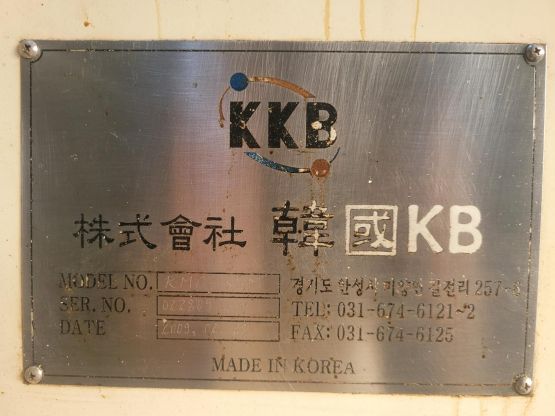 KKB
株式會社 韓國KB
MODEL NO.
SER. NO.
DATE
경기도 안성시 미양면 갈전리
TEL: 031-674-6121~2
FAX: 031-674-6125
MADE IN KOREA